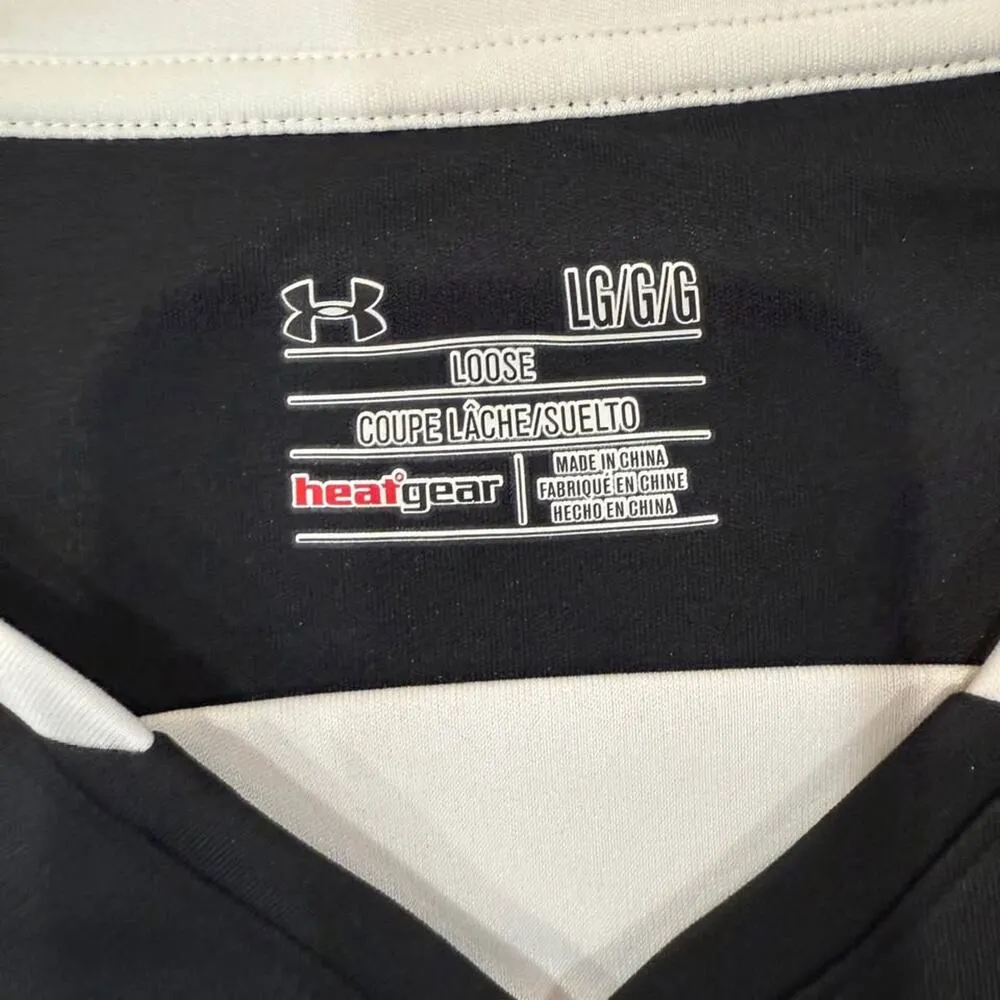 LG/G/G
LOOSE
COUPE LÂCHE/SUELTO
heatgear
MADE IN CHINA
FABRIQUÉ EN CHINE
HECHO EN CHINA